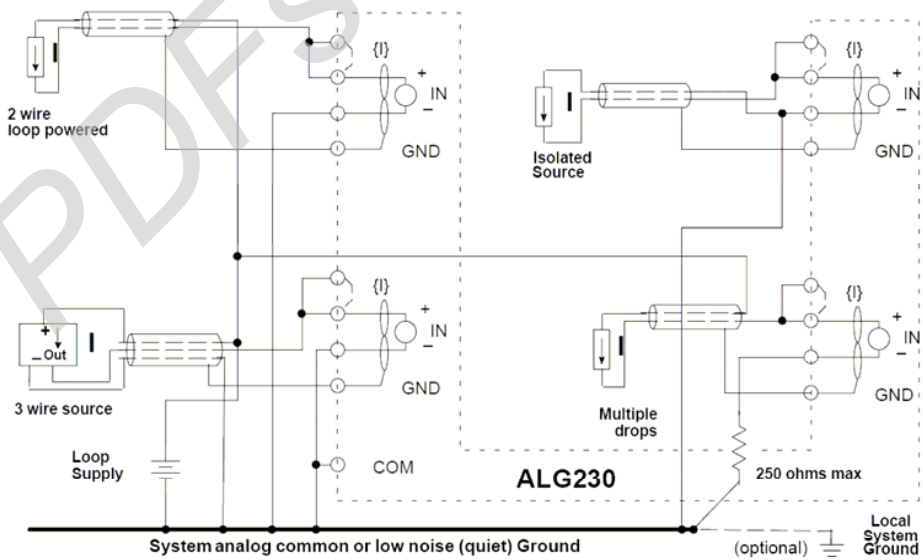 PDFs
2 wire
loop powered
{I}
+
IN
−
GND
Isolated
Source
{I}
+
IN
−
GND
+
_ Out
3 wire source
{I}
+
IN
−
GND
Multiple
drops
{I}
+
IN
−
GND
Loop
Supply
COM
ALG230
250 ohms max
System analog common or low noise (quiet) Ground
(optional)
Local
System
Ground